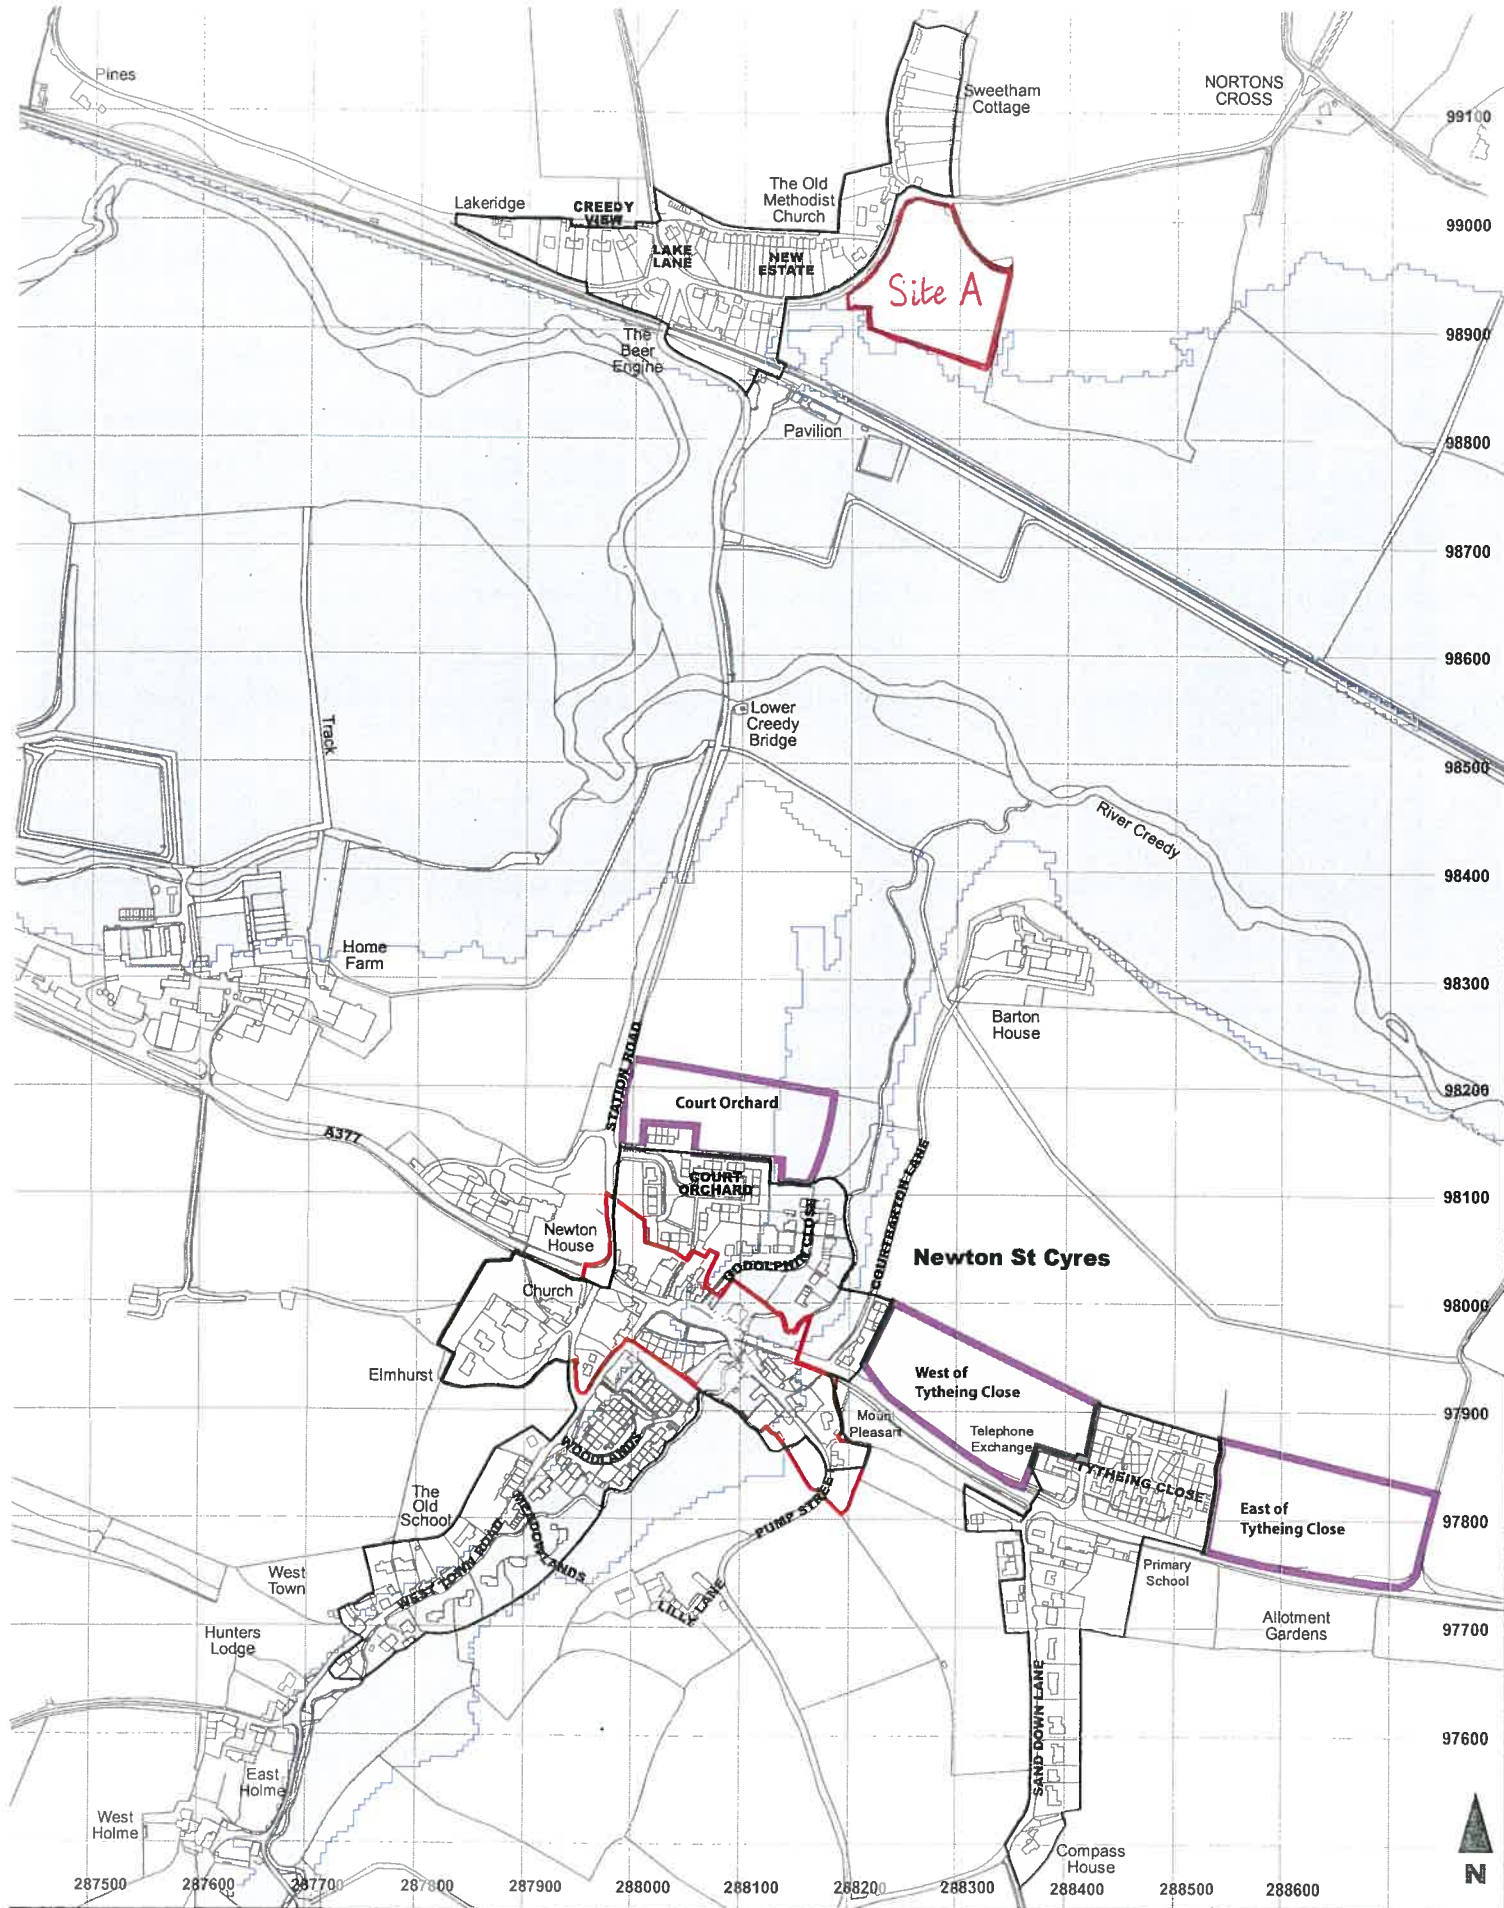 Pines
Sweetham
Cottage
NORTONS
CROSS
99100
The Old
Methodist
Church
Lakeridge
CREEDY
VIEW
99000
LAKE
LANE
NEW
ESTATE
Site A
The
Beer
Engine
98900
Pavilion
98800
98700
98600
Lower
Creedy
Bridge
Track
98500
River Creedy
98400
Home
Farm
98300
Barton
House
STATION ROAD
98200
Court Orchard
A377
COURT
ORCHARD
98100
Newton
House
GODOLPHIN CLOSE
COURTBARTON LANE
Newton St Cyres
Church
98000
Elmhurst
West of
Tytheing Close
Mount
Pleasant
Telephone
Exchange
97900
WOODLANDS
TYTHEING CLOSE
The
Old
School
MEADOWLANDS
PUMP STREET
East of
Tytheing Close
97800
WEST TOWN ROAD
West
Town
Primary
School
LILLY LANE
Allotment
Gardens
97700
Hunters
Lodge
SAND DOWN LANE
97600
East
Holme
West
Holme
Compass
House
N
287500 287600 287700 287800 287900 288000 288100 288200 288300 288400 288500 288600